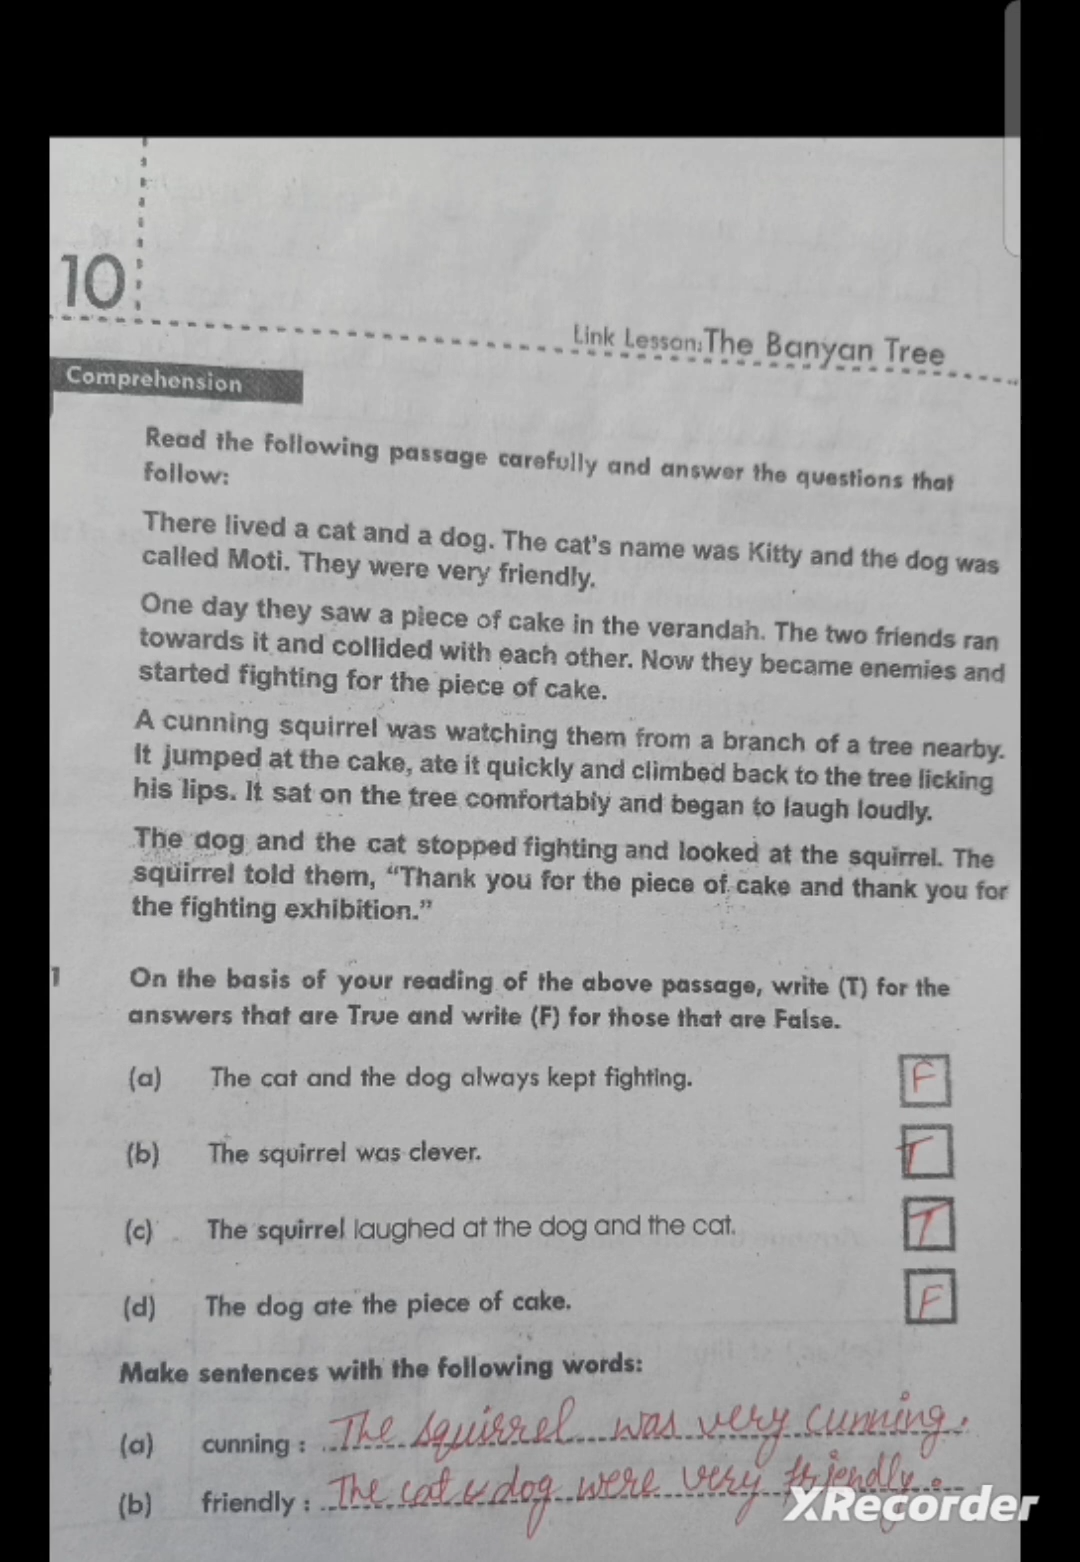 10
Link Lesson: The Banyan Tree
Comprehension
Read the following passage carefully and answer the questions that
follow:
There lived a cat and a dog. The cat's name was Kitty and the dog was
called Moti. They were very friendly.
One day they saw a piece of cake in the verandah. The two friends ran
towards it and collided with each other. Now they became enemies and
started fighting for the piece of cake.
A cunning squirrel was watching them from a branch of a tree nearby.
It jumped at the cake, ate it quickly and climbed back to the tree licking
his lips. It sat on the tree comfortably and began to laugh loudly.
The dog and the cat stopped fighting and looked at the squirrel. The
squirrel told them, “Thank you for the piece of cake and thank you for
the fighting exhibition.”
1 On the basis of your reading of the above passage, write (T) for the
answers that are True and write (F) for those that are False.
(a) The cat and the dog always kept fighting. F
(b) The squirrel was clever. T
(c) The squirrel laughed at the dog and the cat. T
(d) The dog ate the piece of cake. F
Make sentences with the following words:
(a) cunning : The squirrel was very cunning.
(b) friendly : The cat & dog were very friendly.
XRecorder